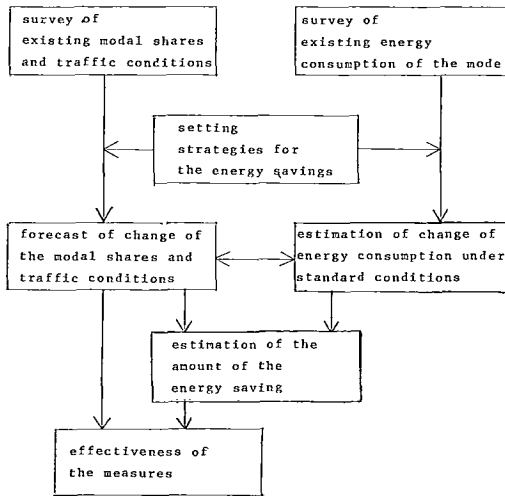 survey of
existing modal shares
and traffic conditions
survey of
existing energy
consumption of the mode
setting
strategies for
the energy savings
forecast of change of
the modal shares and
traffic conditions
estimation of change of
energy consumption under
standard conditions
estimation of the
amount of the
energy saving
effectiveness of
the measures